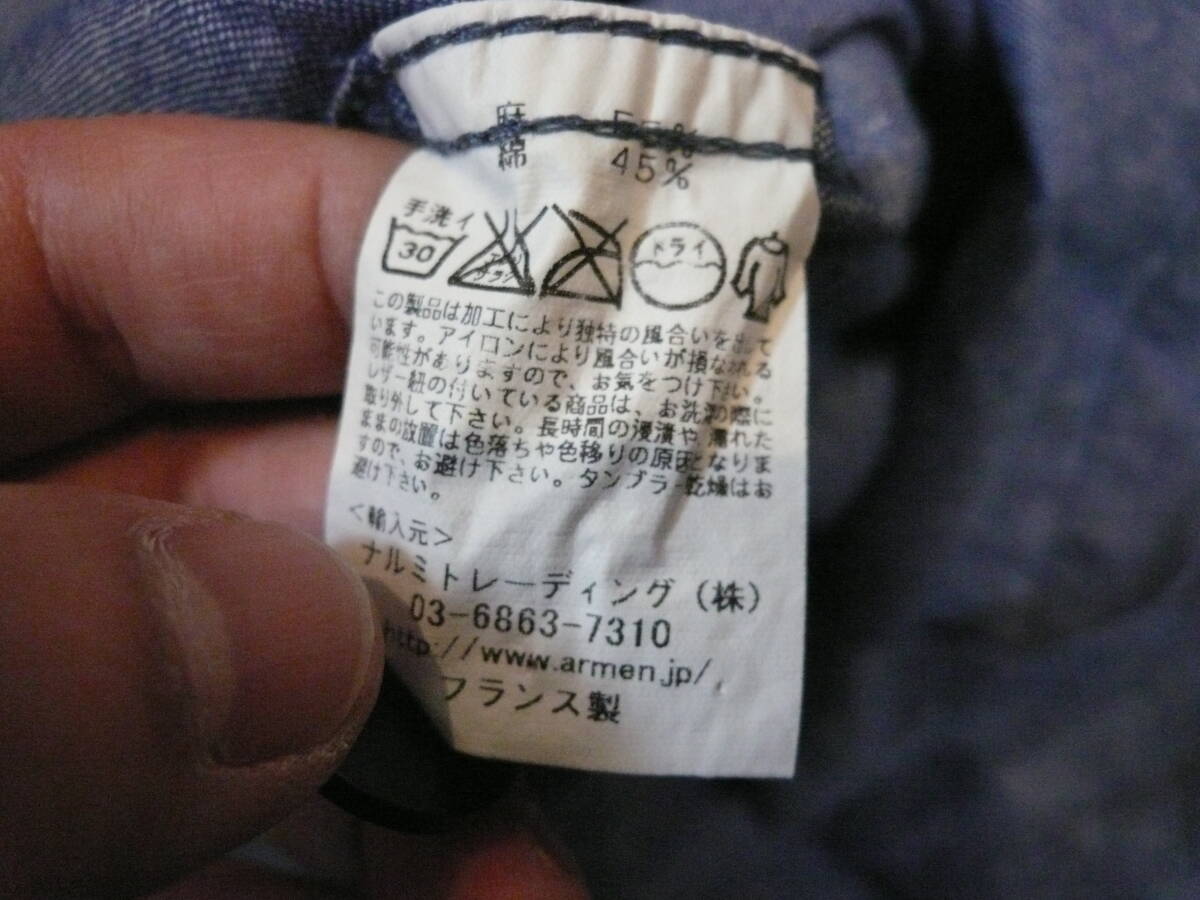 麻 55%
綿 45%
手洗イ
30
エンソ
サラシ
ドライ
この製品は加工により独特の風合いを出して
います。アイロンにより風合いが損なわれる
可能性がありますので、お気をつけ下さい。
レザー紐の付いている商品は、お洗濯の際に
取り外して下さい。長時間の浸漬や 濡れた
ままの放置は色落ちや色移りの原因となりま
すので、お避け下さい。タンブラー乾燥はお
避け下さい。
<輸入元>
ナルミトレーディング（株）
03-6863-7310
http://www.armen.jp/
フランス製